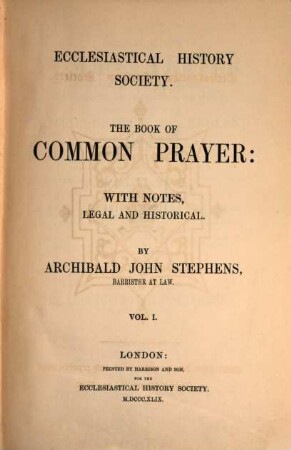 ECCLESIASTICAL HISTORY
SOCIETY.
THE BOOK OF
COMMON PRAYER:
WITH NOTES,
LEGAL AND HISTORICAL.
BY
ARCHIBALD JOHN STEPHENS,
BARRISTER AT LAW.
VOL. I.
LONDON:
PRINTED BY HARRISON AND SON,
FOR THE
ECCLESIASTICAL HISTORY SOCIETY.
M.DCCC.XLIX.